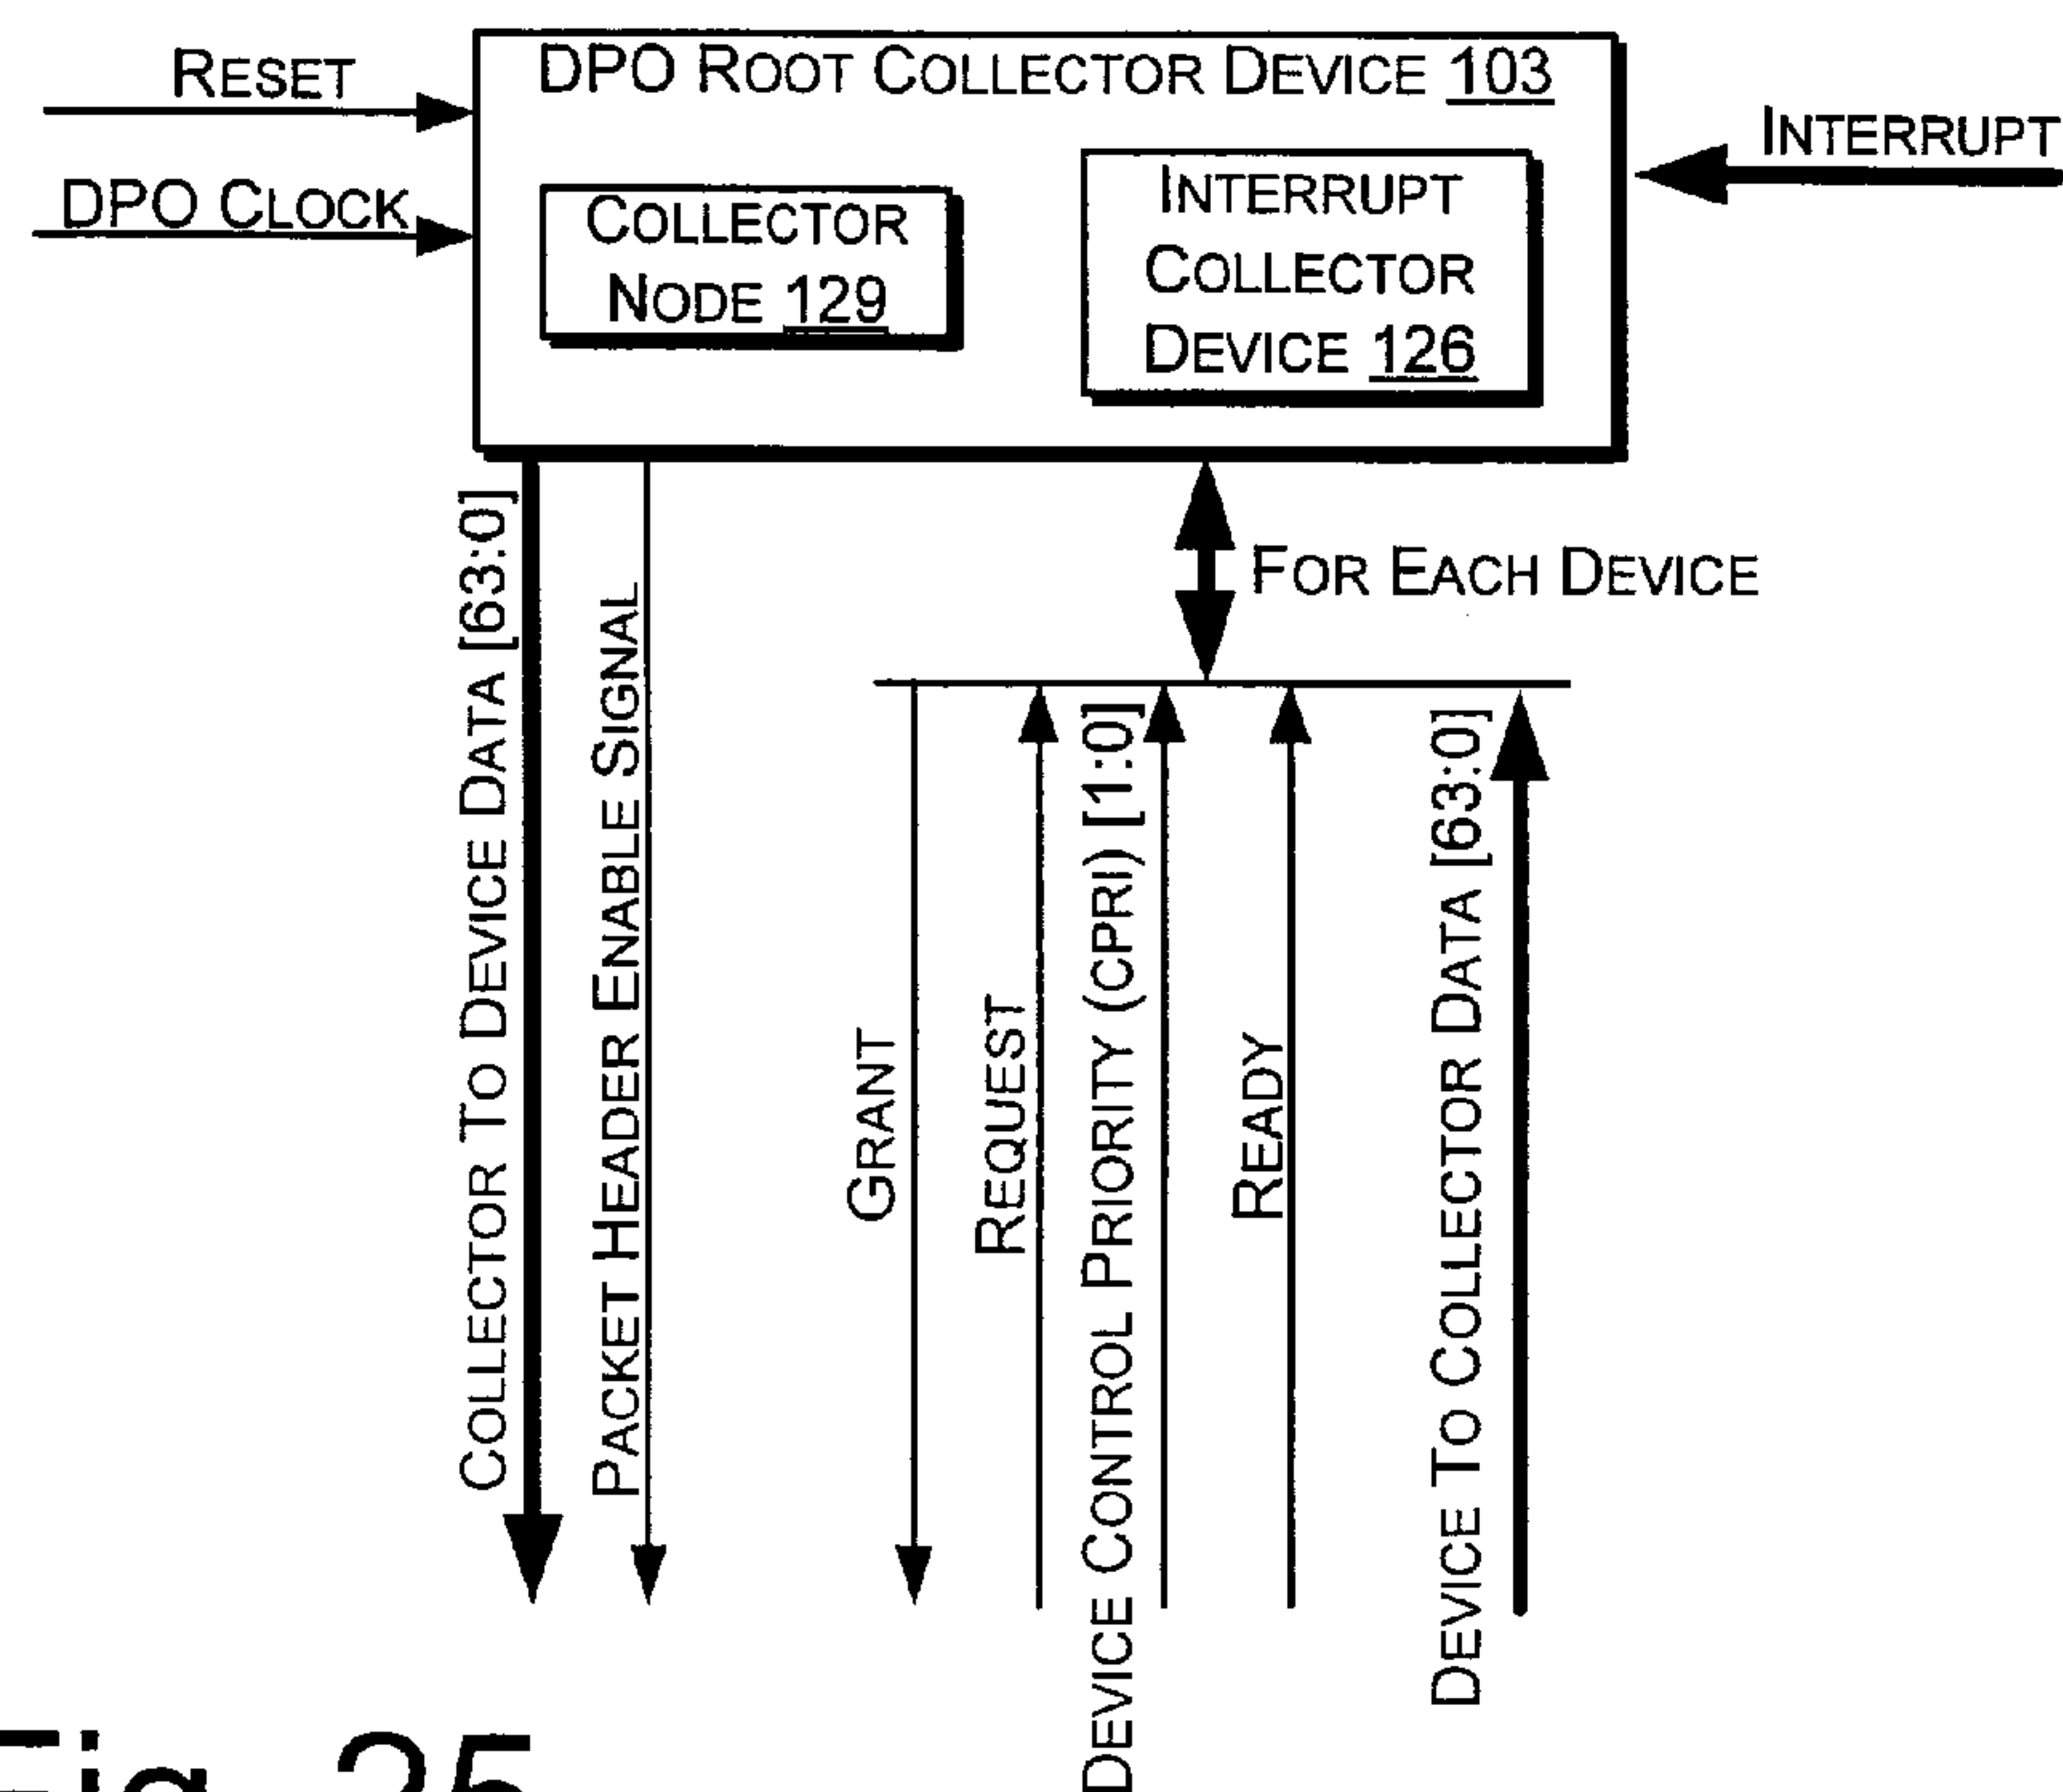 RESET
DPO CLOCK
DPO ROOT COLLECTOR DEVICE 103
COLLECTOR
NODE 129
INTERRUPT
COLLECTOR
DEVICE 126
INTERRUPT
FOR EACH DEVICE
COLLECTOR TO DEVICE DATA [63:0]
PACKET HEADER ENABLE SIGNAL
GRANT
REQUEST
DEVICE CONTROL PRIORITY (CPRI) [1:0]
READY
DEVICE TO COLLECTOR DATA [63:0]
Fig. 25